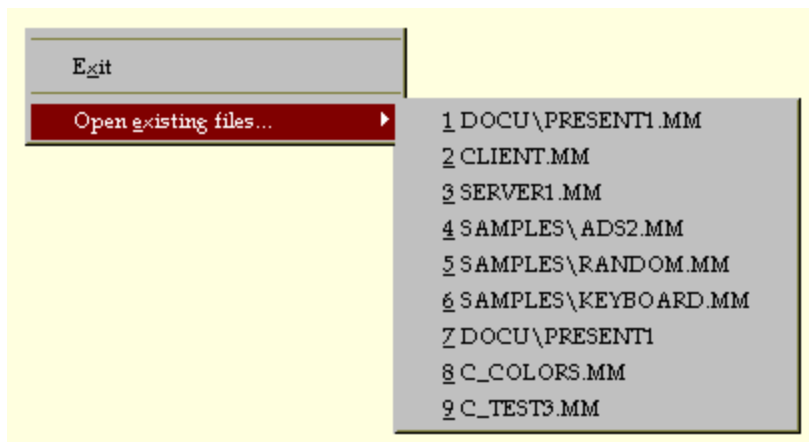 Exit
Open existing files...
1 DOCU\PRESENT1.MM
2 CLIENT.MM
3 SERVER1.MM
4 SAMPLES\ADS2.MM
5 SAMPLES\RANDOM.MM
6 SAMPLES\KEYBOARD.MM
7 DOCU\PRESENT1
8 C_COLORS.MM
9 C_TEST3.MM